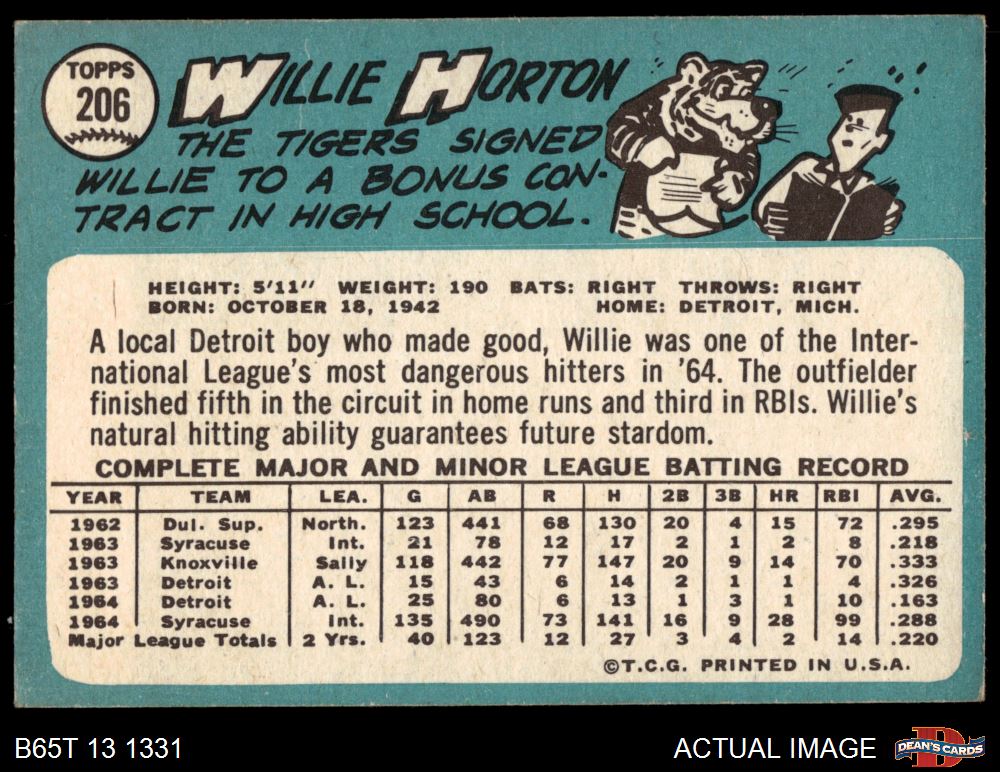 TOPPS
206
WILLIE HORTON
THE TIGERS SIGNED
WILLIE TO A BONUS CON-
TRACT IN HIGH SCHOOL.
HEIGHT: 5'11" WEIGHT: 190 BATS: RIGHT THROWS: RIGHT
BORN: OCTOBER 18, 1942 HOME: DETROIT, MICH.
A local Detroit boy who made good, Willie was one of the Inter-
national League's most dangerous hitters in '64. The outfielder
finished fifth in the circuit in home runs and third in RBIs. Willie's
natural hitting ability guarantees future stardom.
COMPLETE MAJOR AND MINOR LEAGUE BATTING RECORD
YEAR TEAM LEA. G AB R H 2B 3B HR RBI AVG.
1962 Dul. Sup. North. 123 441 68 130 20 4 15 72 .295
1963 Syracuse Int. 21 78 12 17 2 1 2 8 .218
1963 Knoxville Sally 118 442 77 147 20 9 14 70 .333
1963 Detroit A. L. 15 43 6 14 2 1 1 4 .326
1964 Detroit A. L. 25 80 6 13 1 3 1 10 .163
1964 Syracuse Int. 135 490 73 141 16 9 28 99 .288
Major League Totals 2 Yrs. 40 123 12 27 3 4 2 14 .220
©T.C.G. PRINTED IN U.S.A.
B65T 13 1331 ACTUAL IMAGE D DEAN'S CARDS